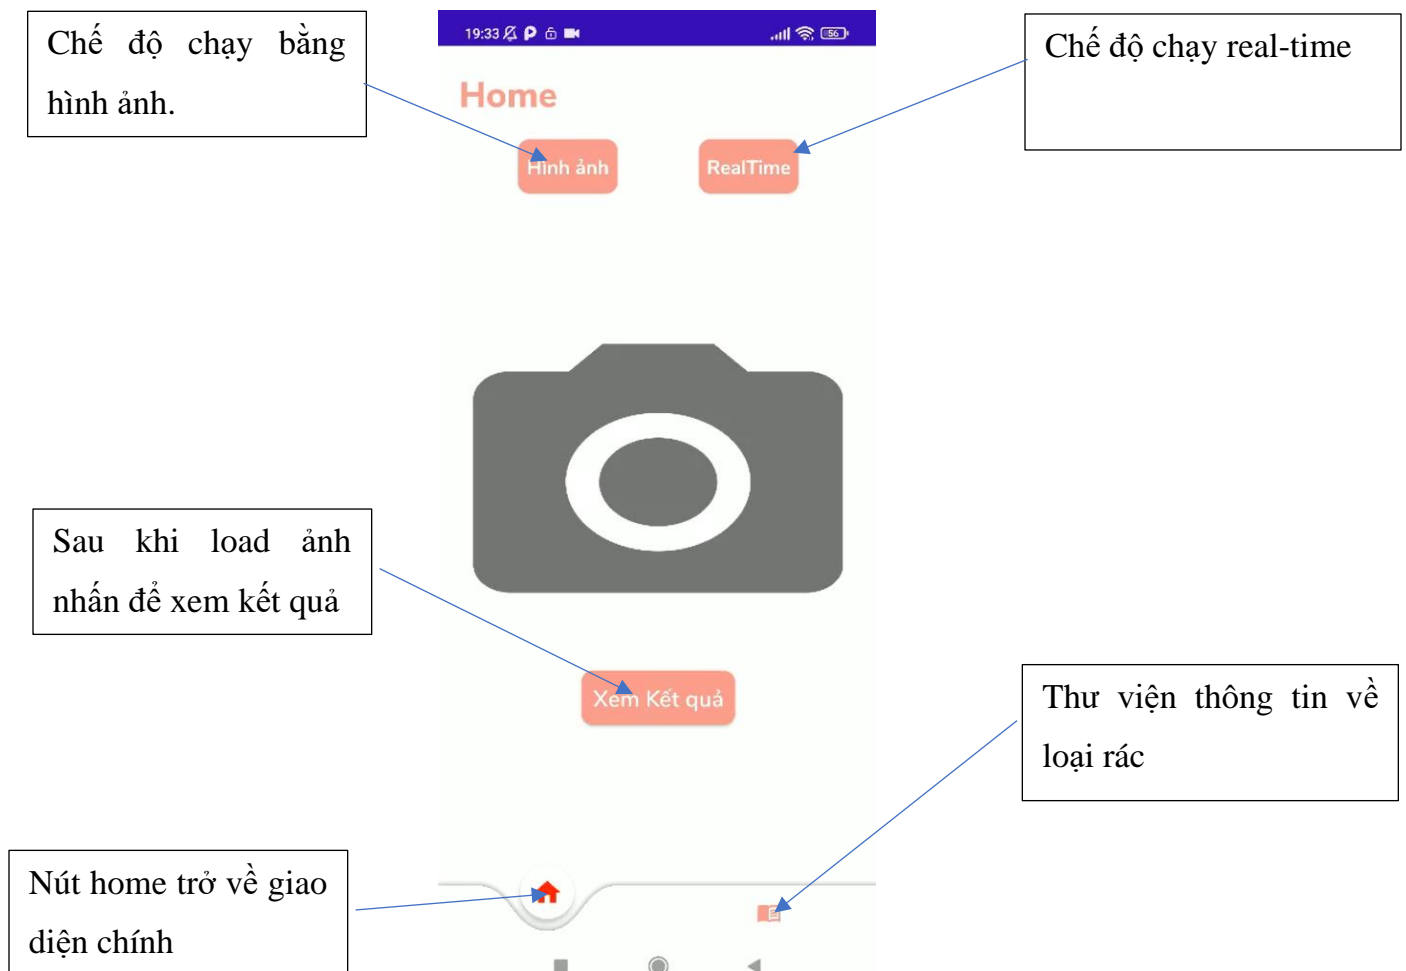 Chế độ chạy bằng
hình ảnh.
19:33
56
Chế độ chạy real-time
Home
Hình ảnh
RealTime
Sau khi load ảnh
nhấn để xem kết quả
Xem Kết quả
Thư viện thông tin về
loại rác
Nút home trở về giao
diện chính